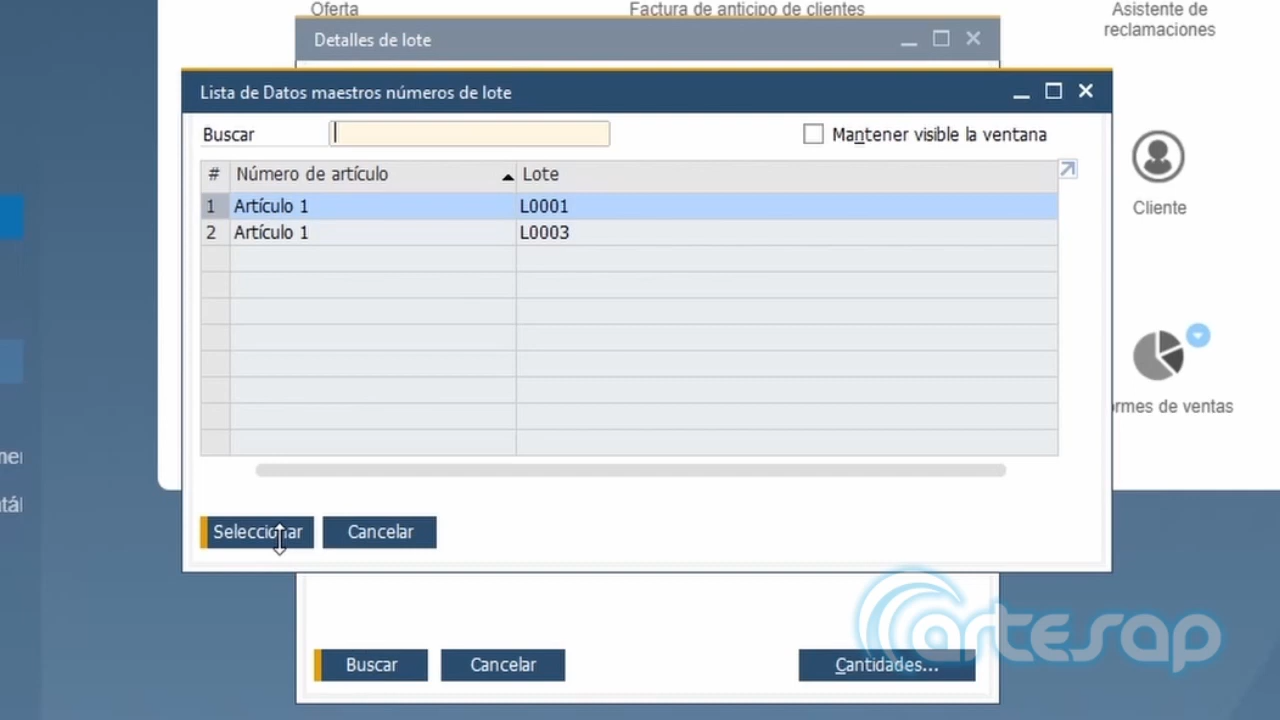 Oferta
Factura de anticipo de clientes
Asistente de
reclamaciones
Detalles de lote
Lista de Datos maestros números de lote
Buscar
Mantener visible la ventana
# Número de artículo Lote
1 Artículo 1 L0001
2 Artículo 1 L0003
Cliente
ormes de ventas
Seleccionar
Cancelar
Buscar
Cancelar
Cantidades...
artesap